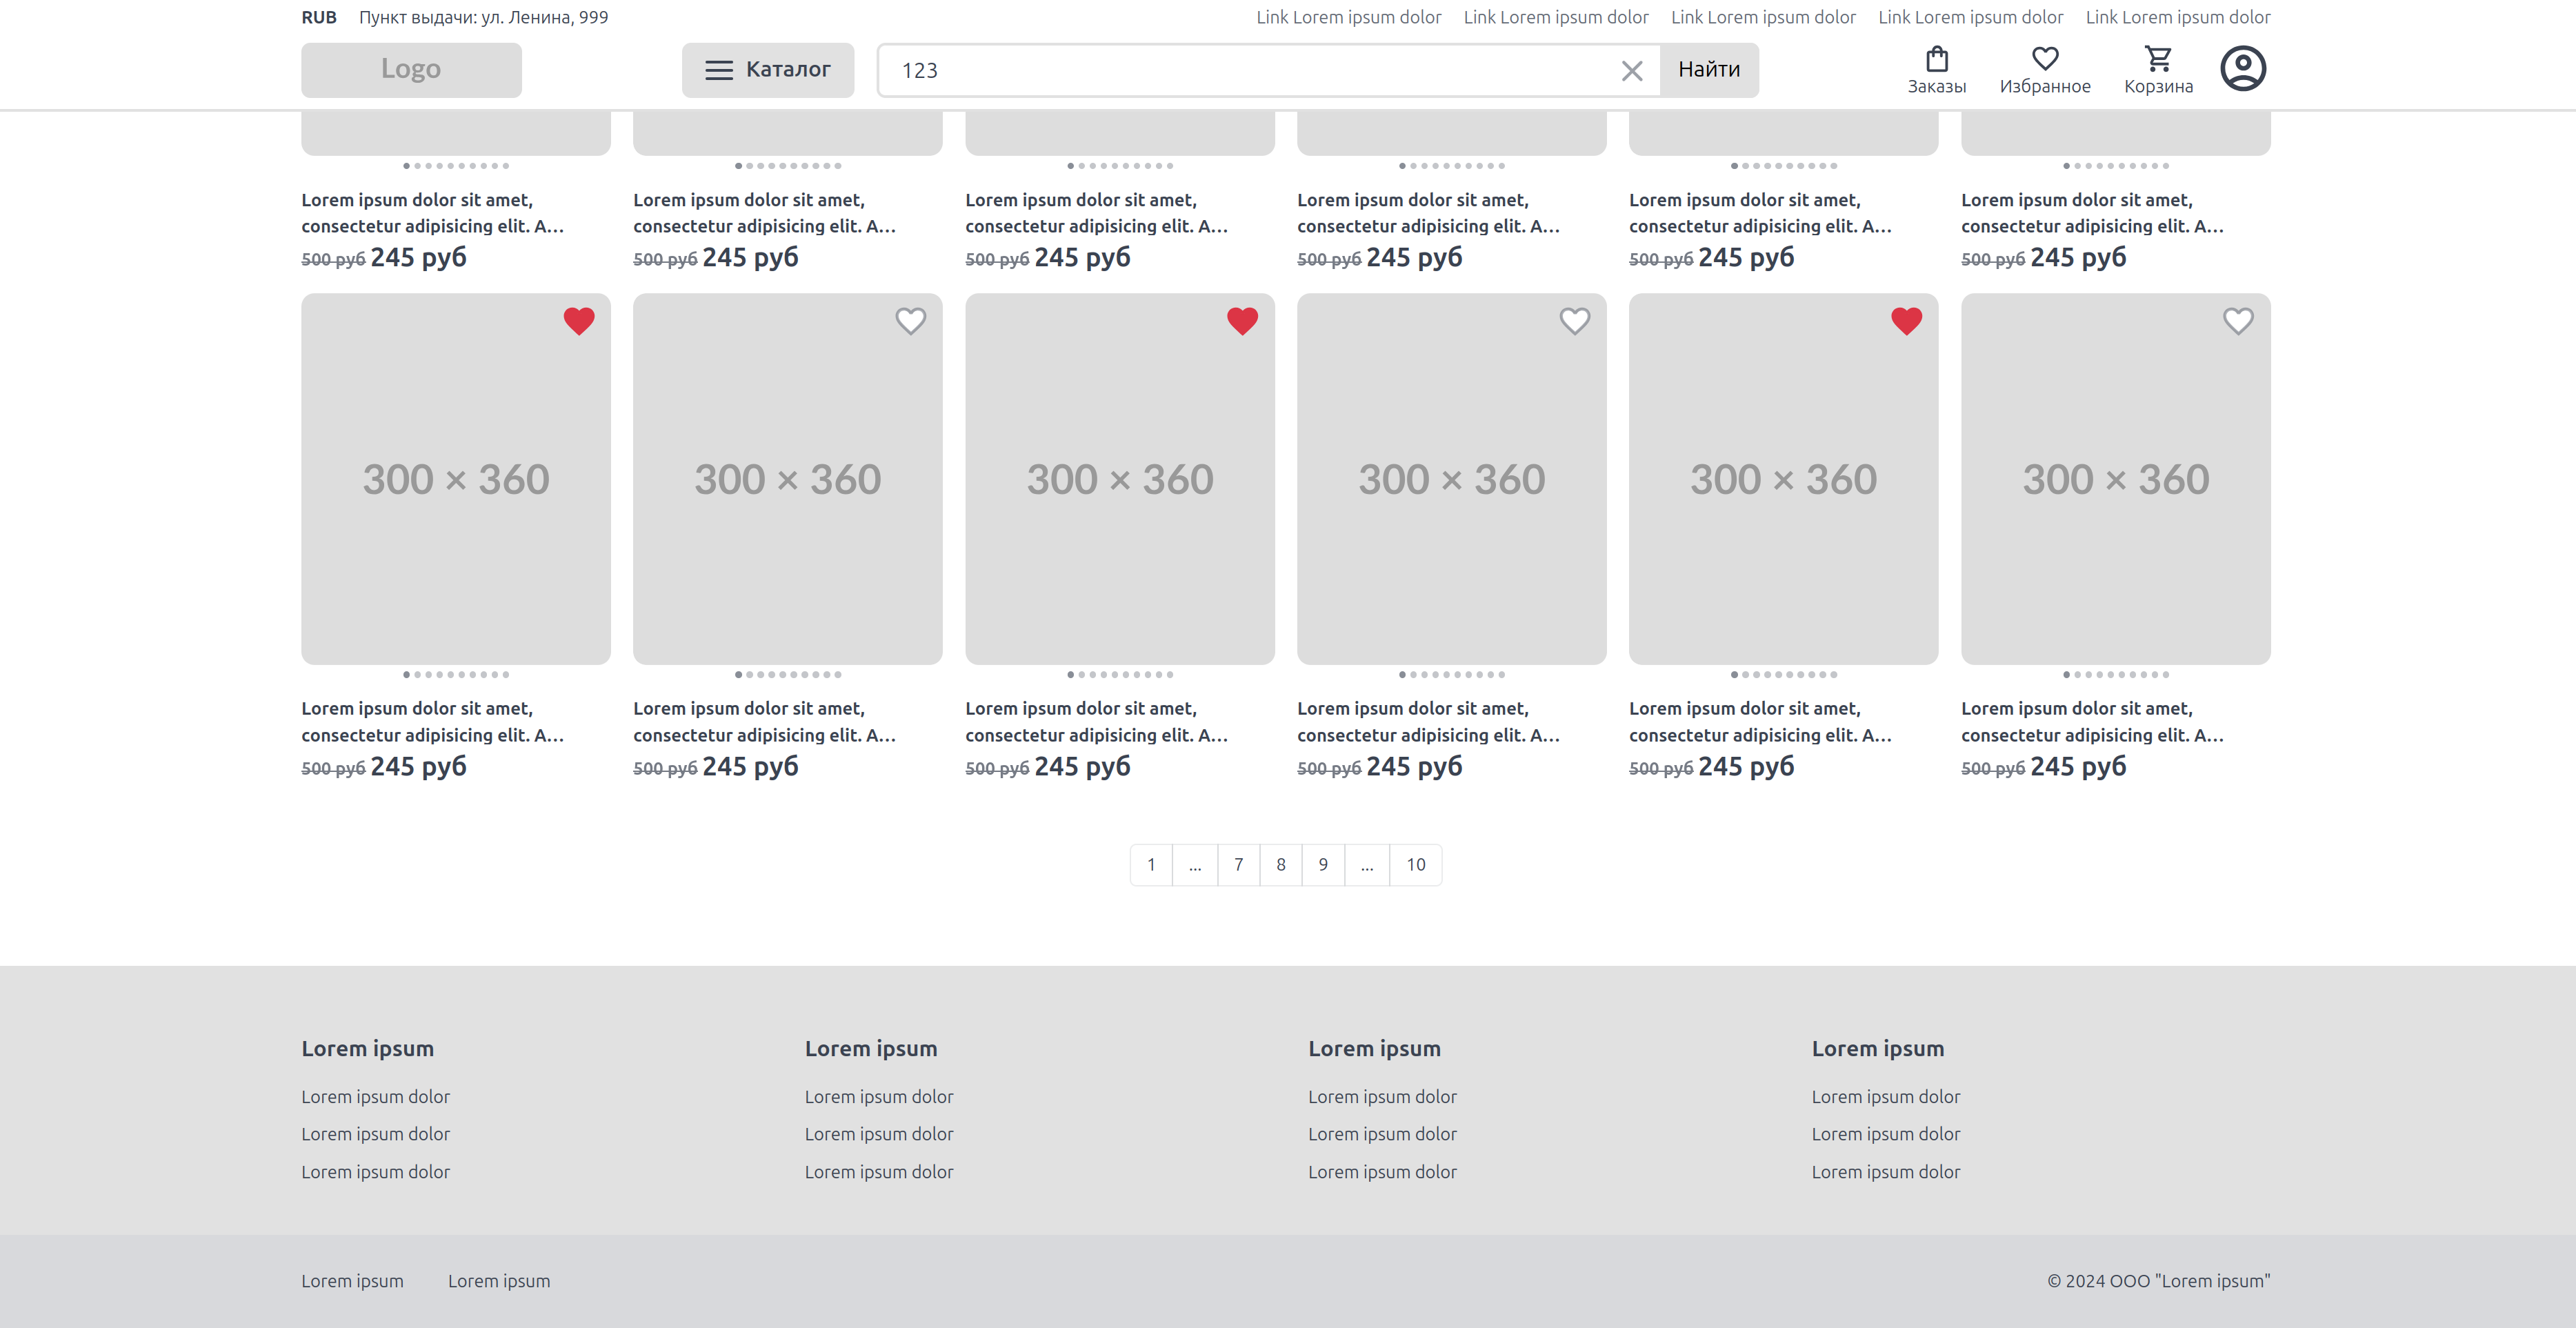 RUB Пункт выдачи: ул. Ленина, 999 Link Lorem ipsum dolor Link Lorem ipsum dolor Link Lorem ipsum dolor Link Lorem ipsum dolor Link Lorem ipsum dolor
Logo Каталог 123 Найти
Заказы Избранное Корзина
Lorem ipsum dolor sit amet, Lorem ipsum dolor sit amet, Lorem ipsum dolor sit amet, Lorem ipsum dolor sit amet, Lorem ipsum dolor sit amet, Lorem ipsum dolor sit amet,
consectetur adipisicing elit. A... consectetur adipisicing elit. A... consectetur adipisicing elit. A... consectetur adipisicing elit. A... consectetur adipisicing elit. A... consectetur adipisicing elit. A...
500 руб 245 руб 500 руб 245 руб 500 руб 245 руб 500 руб 245 руб 500 руб 245 руб 500 руб 245 руб
300 × 360 300 × 360 300 × 360 300 × 360 300 × 360 300 × 360
Lorem ipsum dolor sit amet, Lorem ipsum dolor sit amet, Lorem ipsum dolor sit amet, Lorem ipsum dolor sit amet, Lorem ipsum dolor sit amet, Lorem ipsum dolor sit amet,
consectetur adipisicing elit. A... consectetur adipisicing elit. A... consectetur adipisicing elit. A... consectetur adipisicing elit. A... consectetur adipisicing elit. A... consectetur adipisicing elit. A...
500 руб 245 руб 500 руб 245 руб 500 руб 245 руб 500 руб 245 руб 500 руб 245 руб 500 руб 245 руб
1 ... 7 8 9 ... 10
Lorem ipsum Lorem ipsum Lorem ipsum Lorem ipsum
Lorem ipsum dolor Lorem ipsum dolor Lorem ipsum dolor Lorem ipsum dolor
Lorem ipsum dolor Lorem ipsum dolor Lorem ipsum dolor Lorem ipsum dolor
Lorem ipsum dolor Lorem ipsum dolor Lorem ipsum dolor Lorem ipsum dolor
Lorem ipsum Lorem ipsum © 2024 ООО "Lorem ipsum"